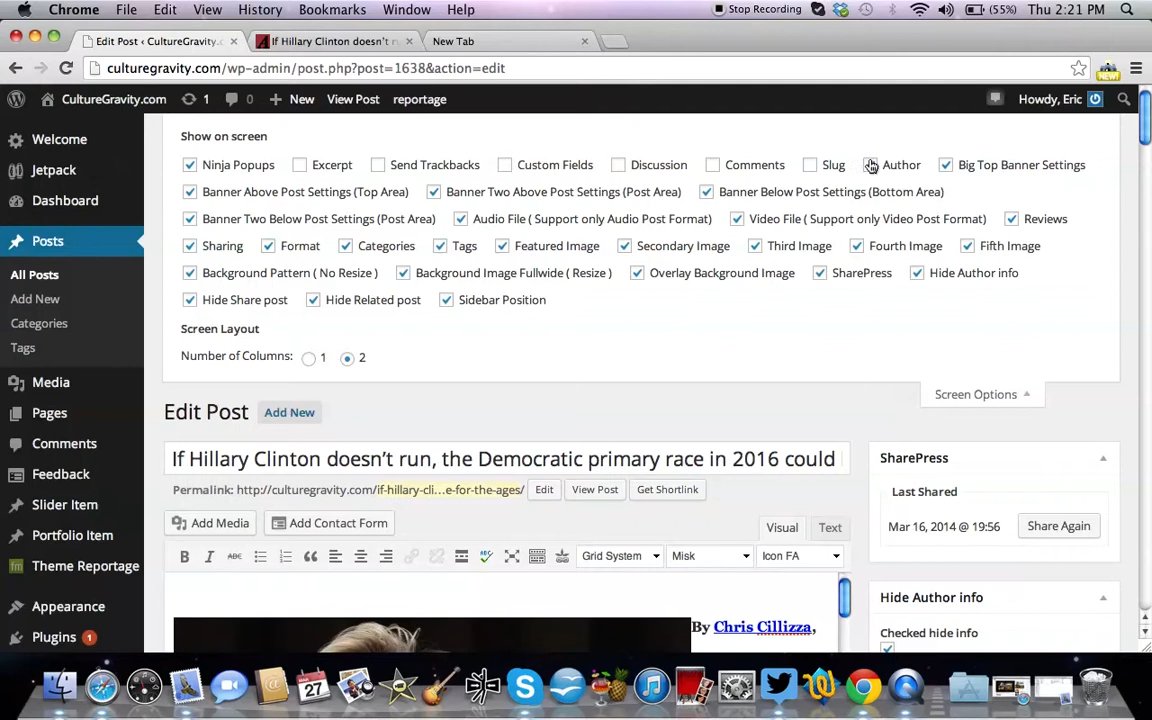 Chrome File Edit View History Bookmarks Window Help Stop Recording (55%) Thu 2:21 PM
Edit Post ‹ CultureGravity.c × If Hillary Clinton doesn't r × New Tab ×
culturegravity.com/wp-admin/post.php?post=1638&action=edit NEW!
CultureGravity.com 1 0 New View Post reportage Howdy, Eric
Welcome
Jetpack
Dashboard
Posts
All Posts
Add New
Categories
Tags
Media
Pages
Comments
Feedback
Slider Item
Portfolio Item
Theme Reportage
Appearance
Plugins 1
Show on screen
Ninja Popups Excerpt Send Trackbacks Custom Fields Discussion Comments Slug Author Big Top Banner Settings
Banner Above Post Settings (Top Area) Banner Two Above Post Settings (Post Area) Banner Below Post Settings (Bottom Area)
Banner Two Below Post Settings (Post Area) Audio File ( Support only Audio Post Format) Video File ( Support only Video Post Format) Reviews
Sharing Format Categories Tags Featured Image Secondary Image Third Image Fourth Image Fifth Image
Background Pattern ( No Resize ) Background Image Fullwide ( Resize ) Overlay Background Image SharePress Hide Author info
Hide Share post Hide Related post Sidebar Position
Screen Layout
Number of Columns: 1 2
Screen Options
Edit Post Add New
If Hillary Clinton doesn't run, the Democratic primary race in 2016 could
Permalink: http://culturegravity.com/if-hillary-cli…e-for-the-ages/ Edit View Post Get Shortlink
Add Media Add Contact Form Visual Text
B I ABC Grid System Misk Icon FA
By Chris Cillizza,
SharePress
Last Shared
Mar 16, 2014 @ 19:56 Share Again
Hide Author info
Checked hide info
27